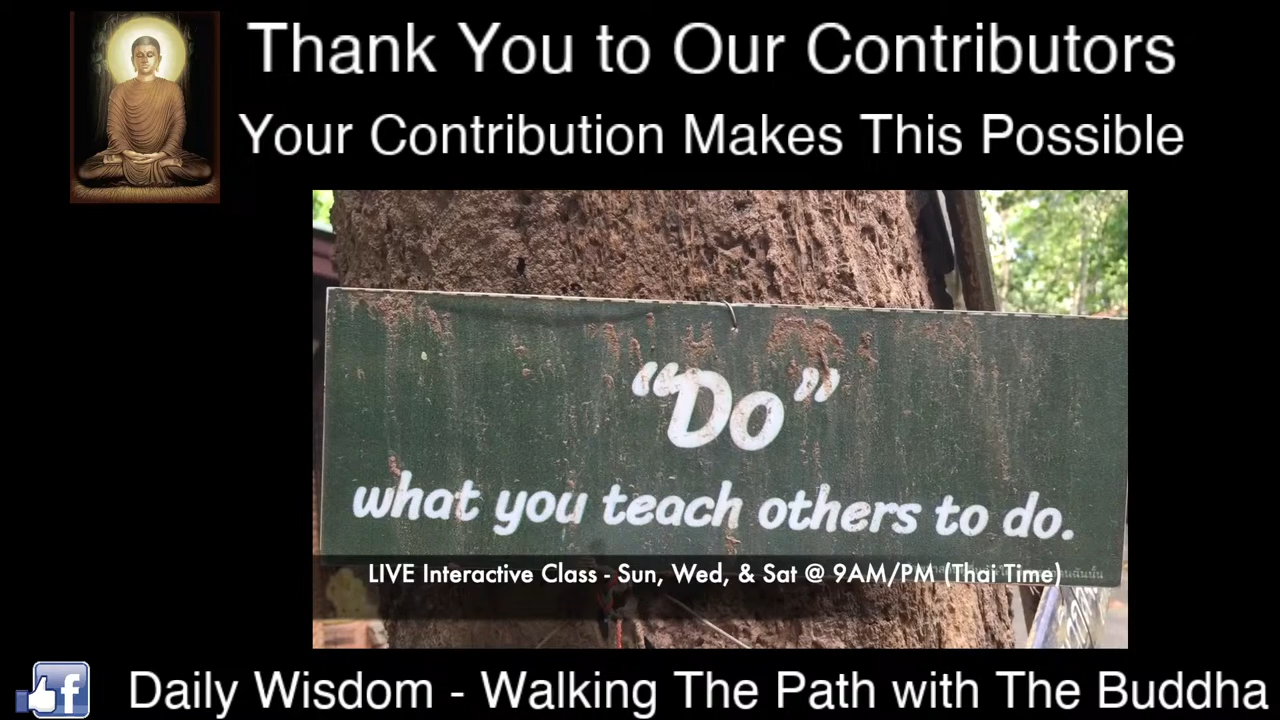 Thank You to Our Contributors
Your Contribution Makes This Possible
“Do”
what you teach others to do.
LIVE Interactive Class - Sun, Wed, & Sat @ 9AM/PM (Thai Time)
f
Daily Wisdom - Walking The Path with The Buddha